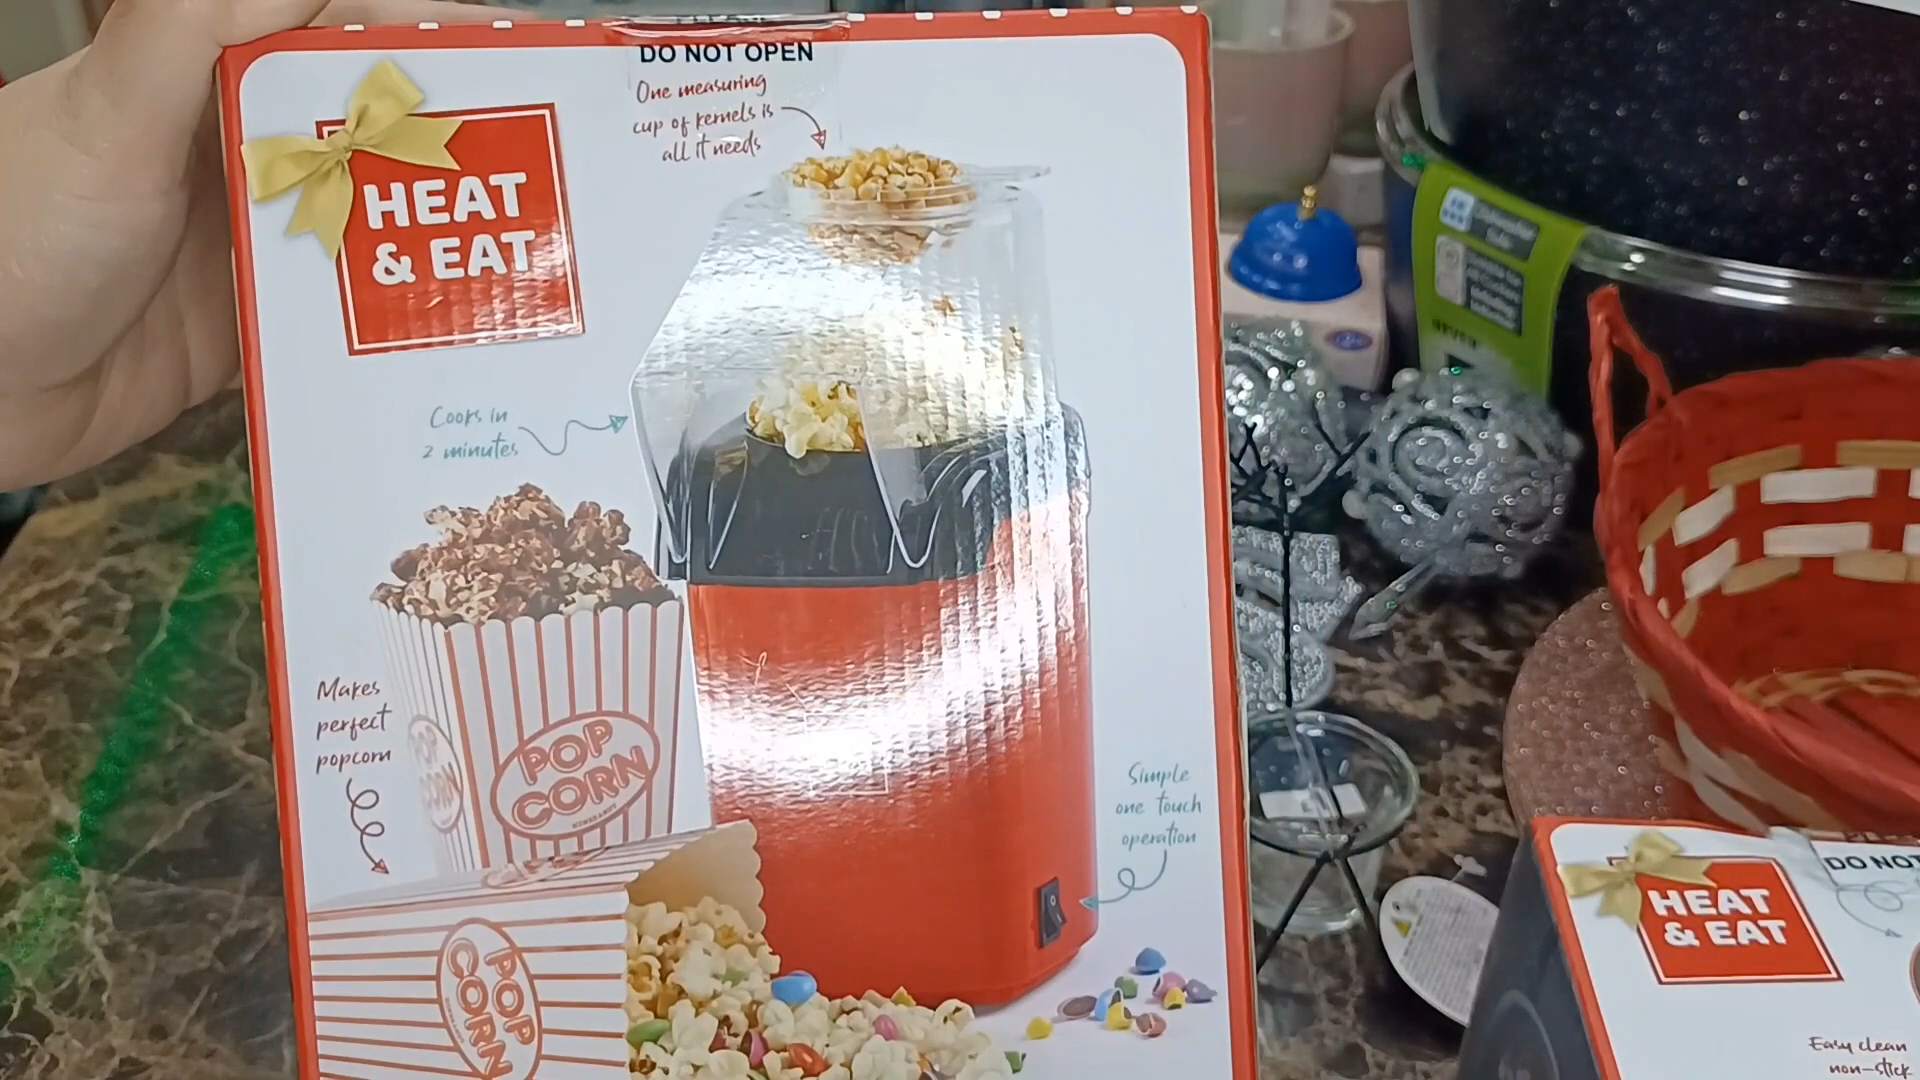 DO NOT OPEN
One measuring
cup of kernels is
all it needs
HEAT
& EAT
Cooks in
2 minutes
Makes
perfect
popcorn
POP
CORN
POP
CORN
POP
CORN
Simple
one touch
operation
DO NOT
HEAT
& EAT
Easy clean
non-stick